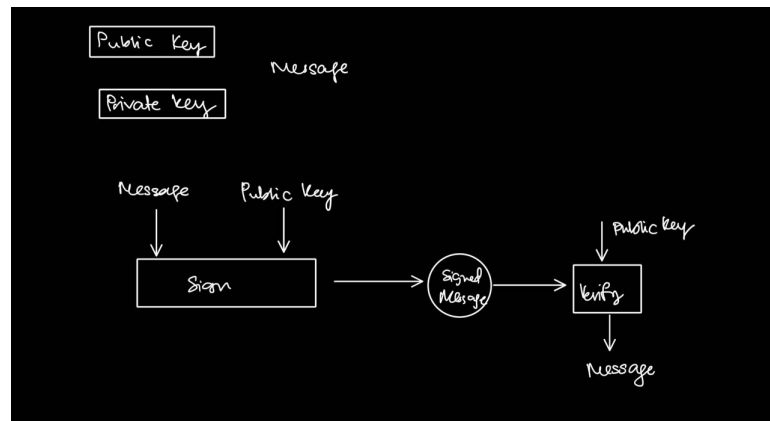 Public Key
Message
Private key
Message
Public Key
Public key
Sign
Signed
Message
Verify
Message